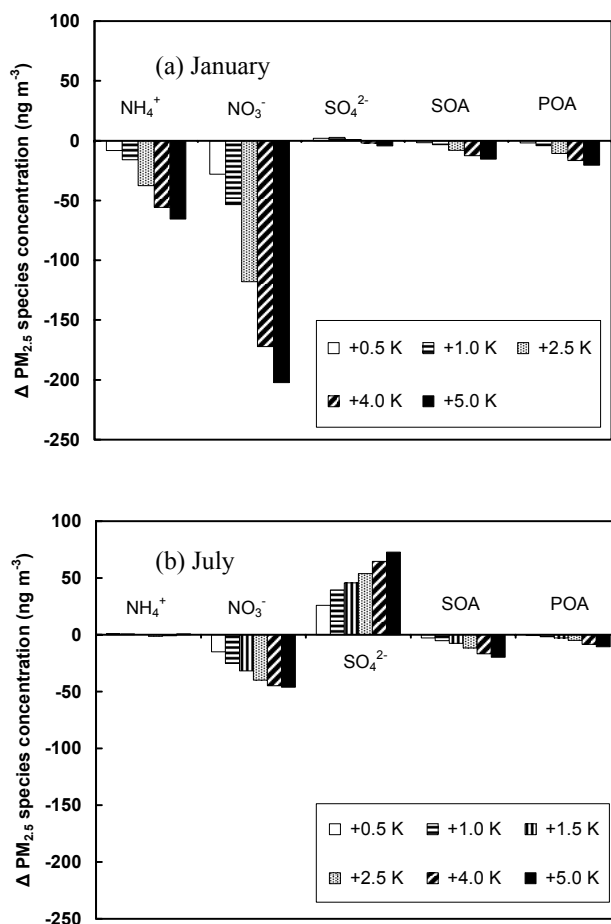 100
50
0
-50
-100
-150
-200
-250
Δ PM₂.₅ species concentration (ng m⁻³)
(a) January
NH₄⁺ NO₃⁻ SO₄²⁻ SOA POA
+0.5 K +1.0 K +2.5 K
+4.0 K +5.0 K
100
50
0
-50
-100
-150
-200
-250
Δ PM₂.₅ species concentration (ng m⁻³)
(b) July
NH₄⁺ NO₃⁻ SOA POA
SO₄²⁻
+0.5 K +1.0 K +1.5 K
+2.5 K +4.0 K +5.0 K